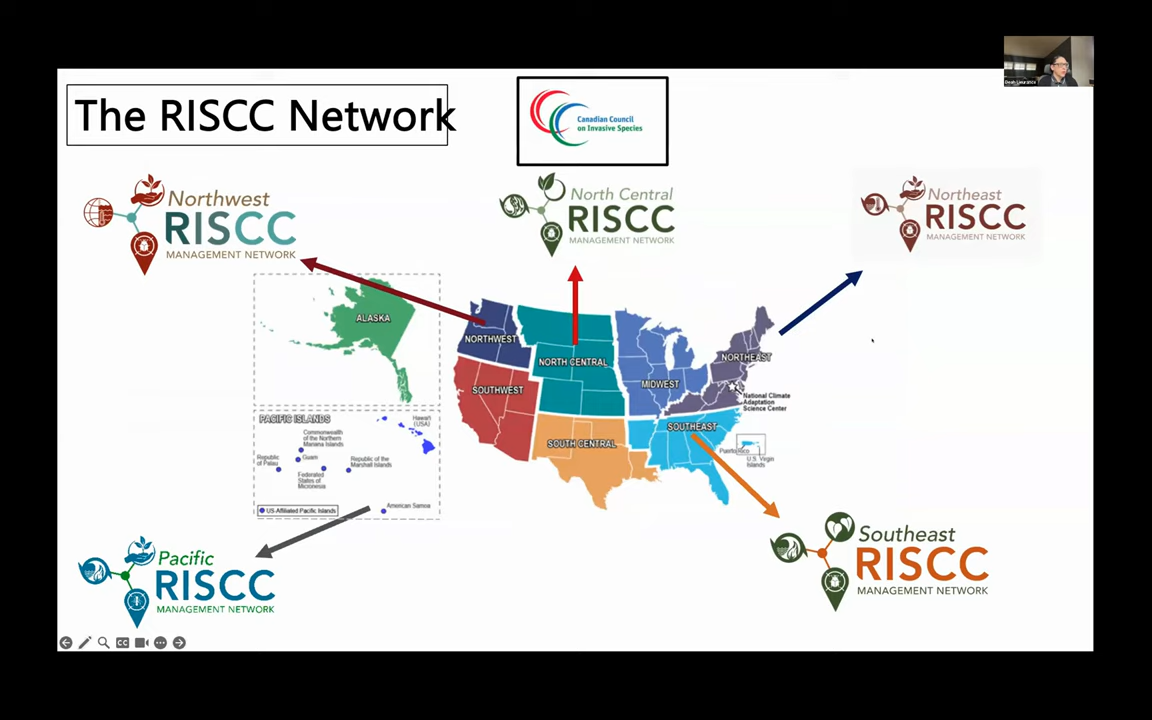 The RISCC Network
Canadian Council
on Invasive Species
Northwest
RISCC
MANAGEMENT NETWORK
North Central
RISCC
MANAGEMENT NETWORK
Northeast
RISCC
MANAGEMENT NETWORK
ALASKA
NORTHWEST
NORTH CENTRAL
NORTHEAST
SOUTHWEST
MIDWEST
National Climate
Adaptation
Science Center
SOUTHEAST
SOUTH CENTRAL
Puerto Rico
U.S. Virgin
Islands
PACIFIC ISLANDS
Hawai'i
(USA)
Commonwealth
of the Northern
Mariana Islands
Republic
of Palau
Guam
Republic of the
Marshall Islands
Federated
States of
Micronesia
US-Affiliated Pacific Islands
American Samoa
Pacific
RISCC
MANAGEMENT NETWORK
Southeast
RISCC
MANAGEMENT NETWORK
CC